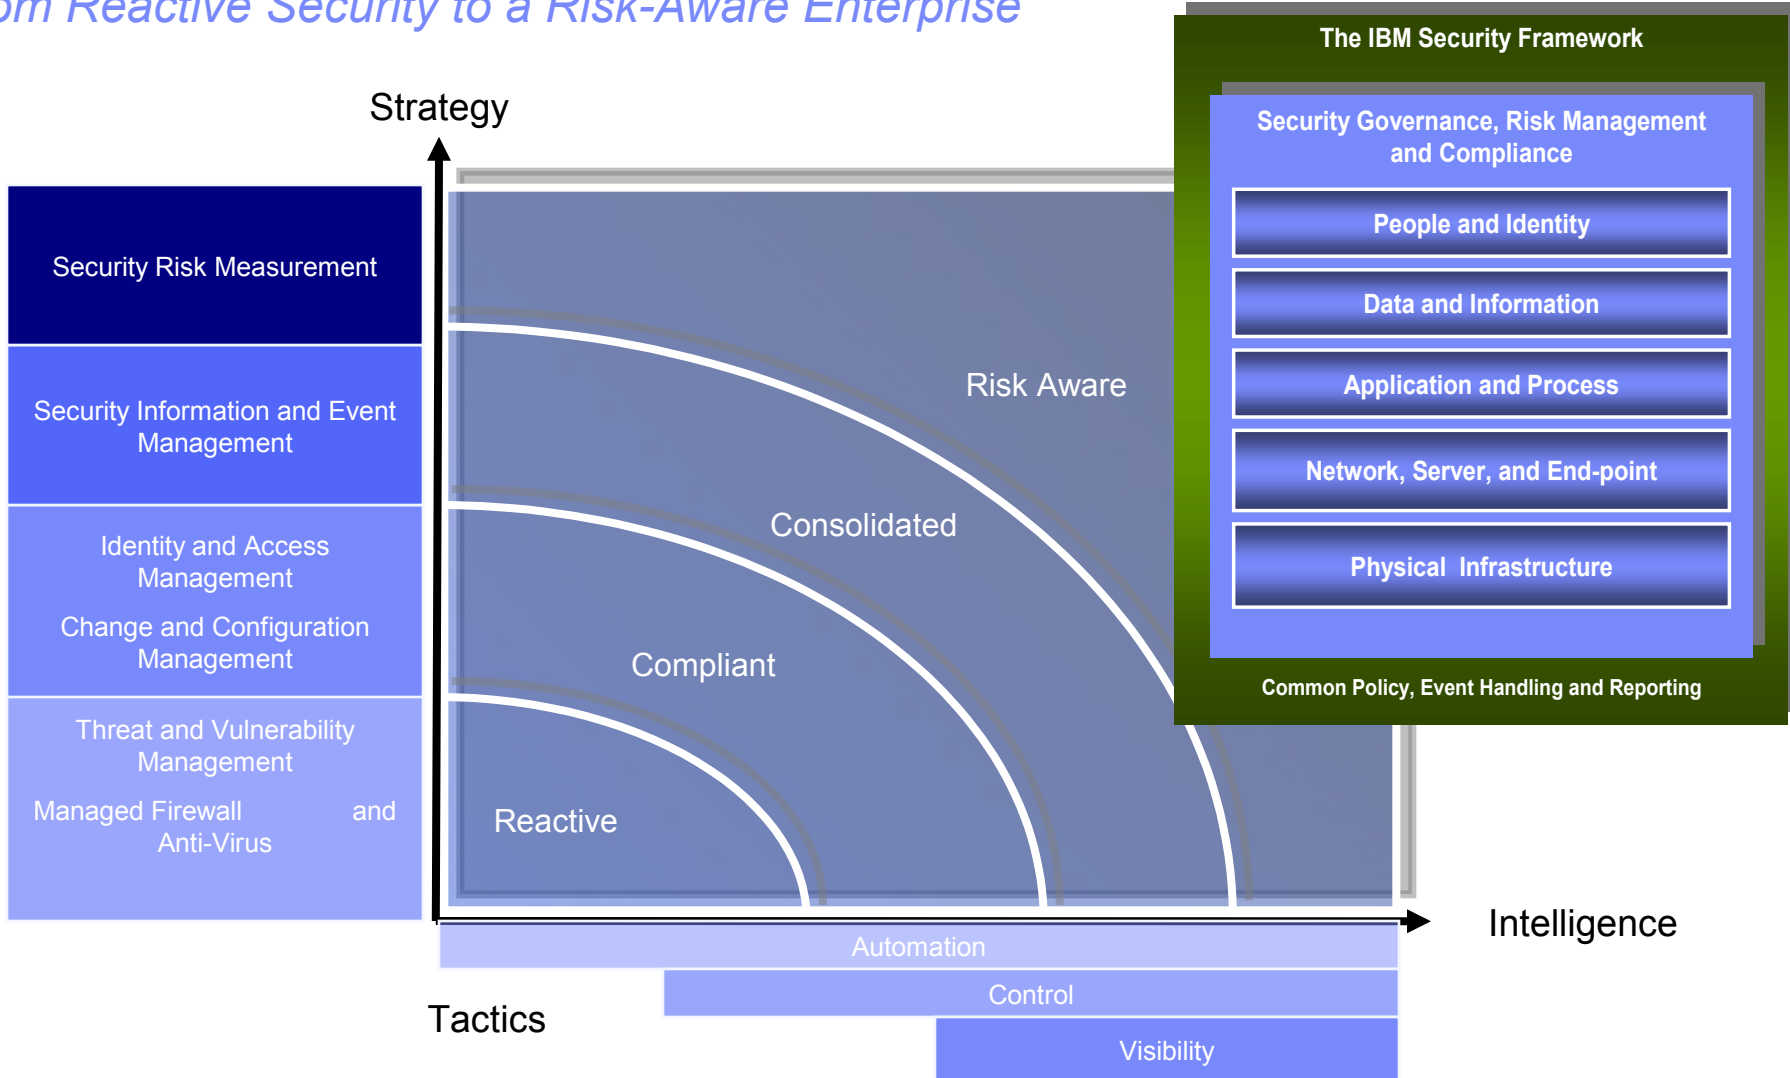 om Reactive Security to a Risk-Aware Enterprise
The IBM Security Framework
Security Governance, Risk Management
and Compliance
People and Identity
Data and Information
Application and Process
Network, Server, and End-point
Physical Infrastructure
Common Policy, Event Handling and Reporting
Strategy
Security Risk Measurement
Security Information and Event
Management
Identity and Access
Management
Change and Configuration
Management
Threat and Vulnerability
Management
Managed Firewall and
Anti-Virus
Risk Aware
Consolidated
Compliant
Reactive
Intelligence
Automation
Control
Visibility
Tactics